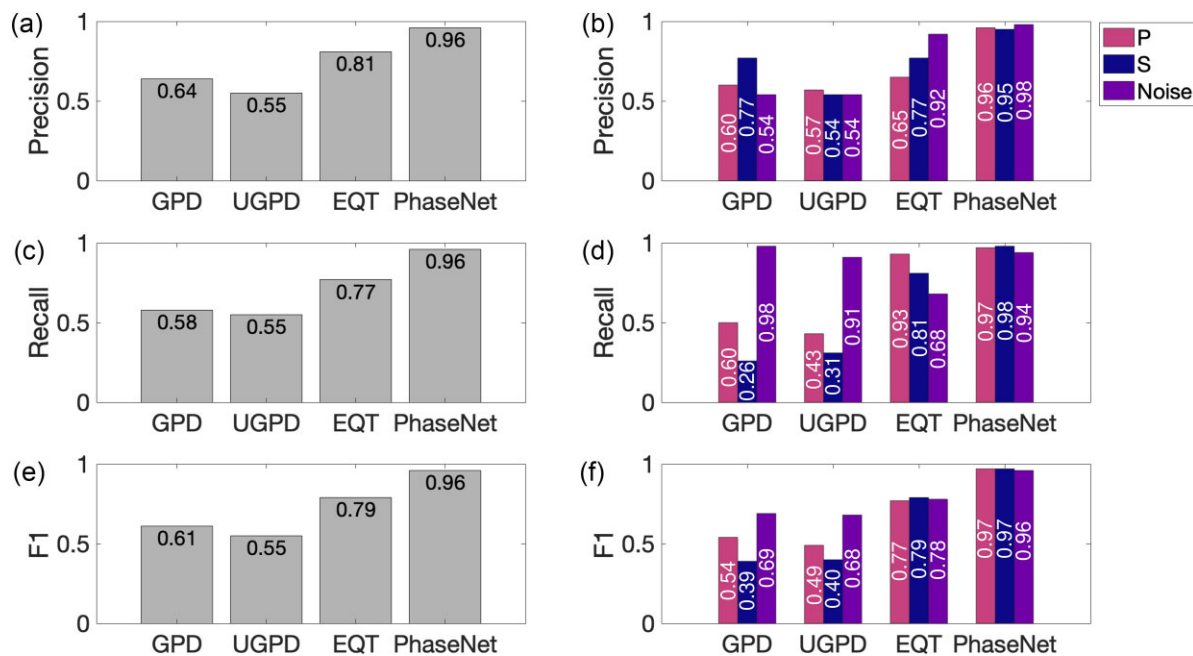 (a)
Precision
1
0.5
0
0.64
0.55
0.81
0.96
GPD UGPD EQT PhaseNet
(b)
Precision
1
0.5
0
0.60 0.77 0.54
0.57 0.54 0.54
0.65 0.77 0.92
0.96 0.95 0.98
GPD UGPD EQT PhaseNet
P
S
Noise
(c)
Recall
1
0.5
0
0.58
0.55
0.77
0.96
GPD UGPD EQT PhaseNet
(d)
Recall
1
0.5
0
0.60 0.26 0.98
0.43 0.31 0.91
0.93 0.81 0.68
0.97 0.98 0.94
GPD UGPD EQT PhaseNet
(e)
F1
1
0.5
0
0.61
0.55
0.79
0.96
GPD UGPD EQT PhaseNet
(f)
F1
1
0.5
0
0.54 0.39 0.69
0.49 0.40 0.68
0.77 0.79 0.78
0.97 0.97 0.96
GPD UGPD EQT PhaseNet